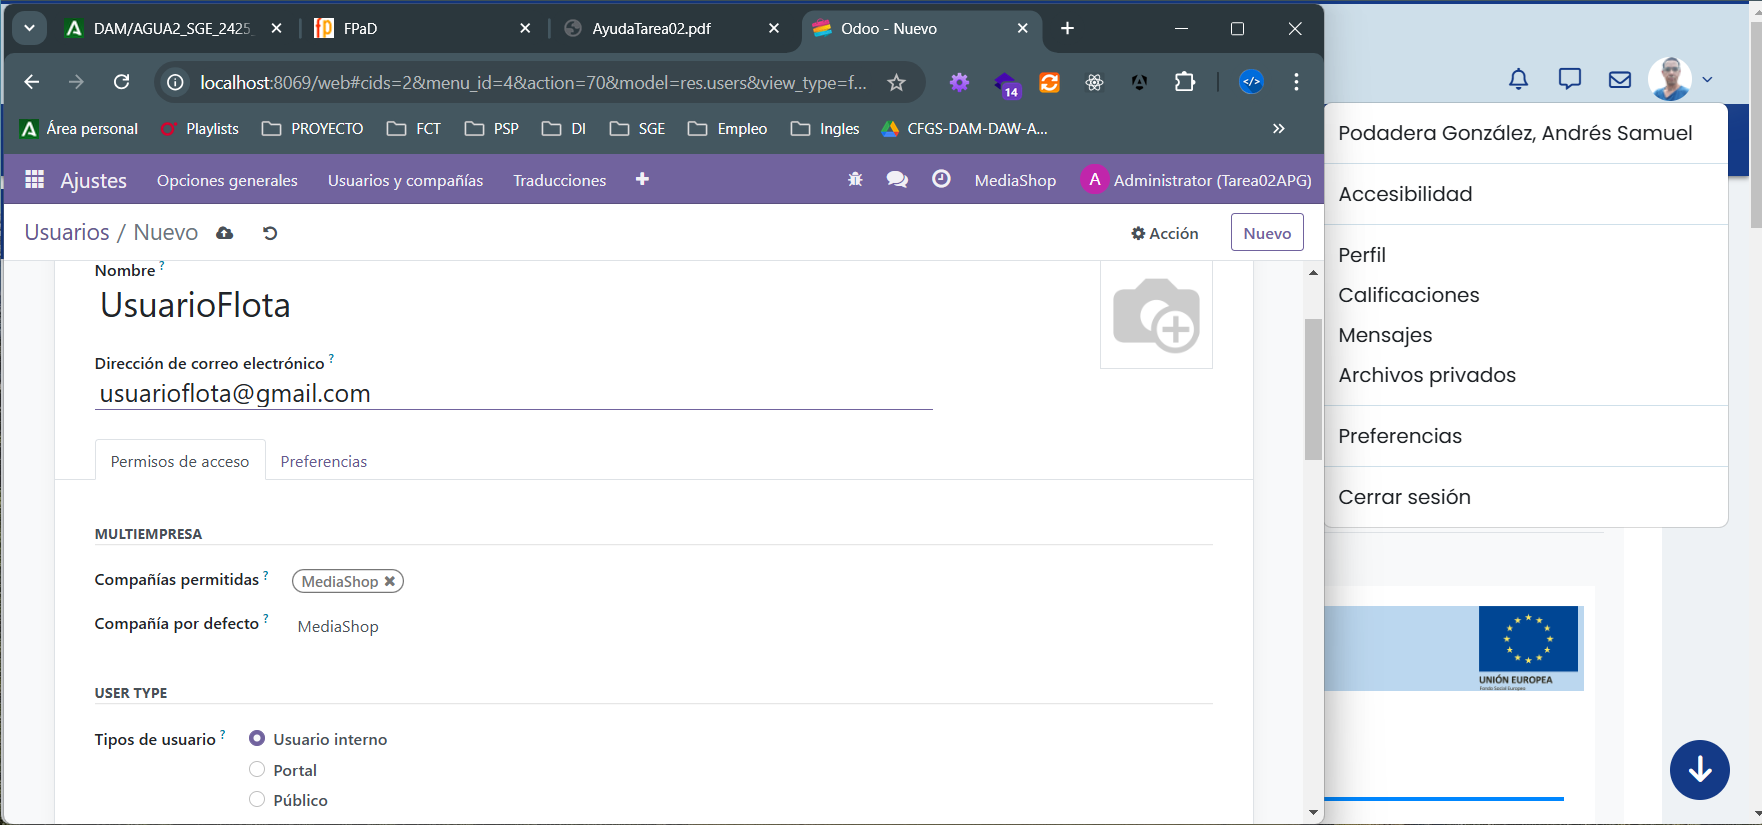 DAM/AGUA2_SGE_2425_
FPaD
AyudaTarea02.pdf
Odoo - Nuevo
localhost:8069/web#cids=2&menu_id=4&action=70&model=res.users&view_type=f...
14
Área personal
Playlists
PROYECTO
FCT
PSP
DI
SGE
Empleo
Ingles
CFGS-DAM-DAW-A...
Ajustes
Opciones generales
Usuarios y compañías
Traducciones
MediaShop
A
Administrator (Tarea02APG)
Usuarios / Nuevo
Acción
Nuevo
Nombre ?
UsuarioFlota
Dirección de correo electrónico ?
usuarioflota@gmail.com
Permisos de acceso
Preferencias
MULTIEMPRESA
Compañías permitidas ?
MediaShop
Compañía por defecto ?
MediaShop
USER TYPE
Tipos de usuario ?
Usuario interno
Portal
Público
Podadera González, Andrés Samuel
Accesibilidad
Perfil
Calificaciones
Mensajes
Archivos privados
Preferencias
Cerrar sesión
UNIÓN EUROPEA
Fondo Social Europeo